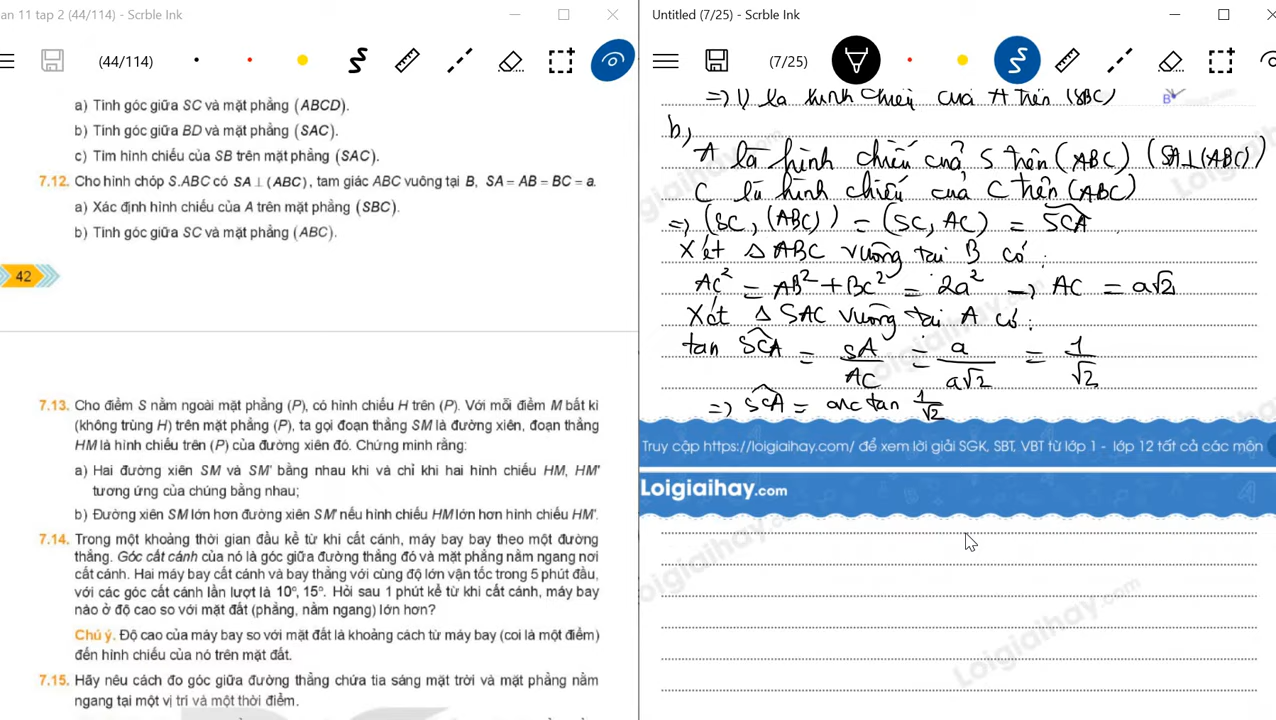 an 11 tap 2 (44/114) - Scrble Ink
(44/114)
a) Tính góc giữa SC và mặt phẳng (ABCD).
b) Tính góc giữa BD và mặt phẳng (SAC).
c) Tìm hình chiếu của SB trên mặt phẳng (SAC).
7.12. Cho hình chóp S.ABC có SA ⊥ (ABC), tam giác ABC vuông tại B, SA = AB = BC = a.
a) Xác định hình chiếu của A trên mặt phẳng (SBC).
b) Tính góc giữa SC và mặt phẳng (ABC).
42
7.13. Cho điểm S nằm ngoài mặt phẳng (P), có hình chiếu H trên (P). Với mỗi điểm M bất kì
(không trùng H) trên mặt phẳng (P), ta gọi đoạn thẳng SM là đường xiên, đoạn thẳng
HM là hình chiếu trên (P) của đường xiên đó. Chứng minh rằng:
a) Hai đường xiên SM và SM' bằng nhau khi và chỉ khi hai hình chiếu HM, HM'
tương ứng của chúng bằng nhau;
b) Đường xiên SM lớn hơn đường xiên SM' nếu hình chiếu HM lớn hơn hình chiếu HM'.
7.14. Trong một khoảng thời gian đầu kể từ khi cất cánh, máy bay bay theo một đường
thẳng. Góc cất cánh của nó là góc giữa đường thẳng đó và mặt phẳng nằm ngang nơi
cất cánh. Hai máy bay cất cánh và bay thẳng với cùng độ lớn vận tốc trong 5 phút đầu,
với các góc cất cánh lần lượt là 10°, 15°. Hỏi sau 1 phút kể từ khi cất cánh, máy bay
nào ở độ cao so với mặt đất (phẳng, nằm ngang) lớn hơn?
Chú ý. Độ cao của máy bay so với mặt đất là khoảng cách từ máy bay (coi là một điểm)
đến hình chiếu của nó trên mặt đất.
7.15. Hãy nêu cách đo góc giữa đường thẳng chứa tia sáng mặt trời và mặt phẳng nằm
ngang tại một vị trí và một thời điểm.
Untitled (7/25) - Scrble Ink
(7/25)
=> là hình chiếu của A trên (SBC)
B
b,
A là hình chiếu của S trên (ABC) (SA⊥(ABC))
C là hình chiếu của C trên (ABC)
=> (SC, (ABC)) = (SC, AC) = SCA
Xét Δ ABC vuông tại B có:
AC² = AB² + BC² = 2a² → AC = a√2
Xét Δ SAC vuông tại A có:
tan SCA = SA/AC = a/a√2 = 1/√2
=> SCA = arc tan 1/√2
Truy cập https://loigiaihay.com/ để xem lời giải SGK, SBT, VBT từ lớp 1 - lớp 12 tất cả các môn
Loigiaihay.com
Loigiaihay.com